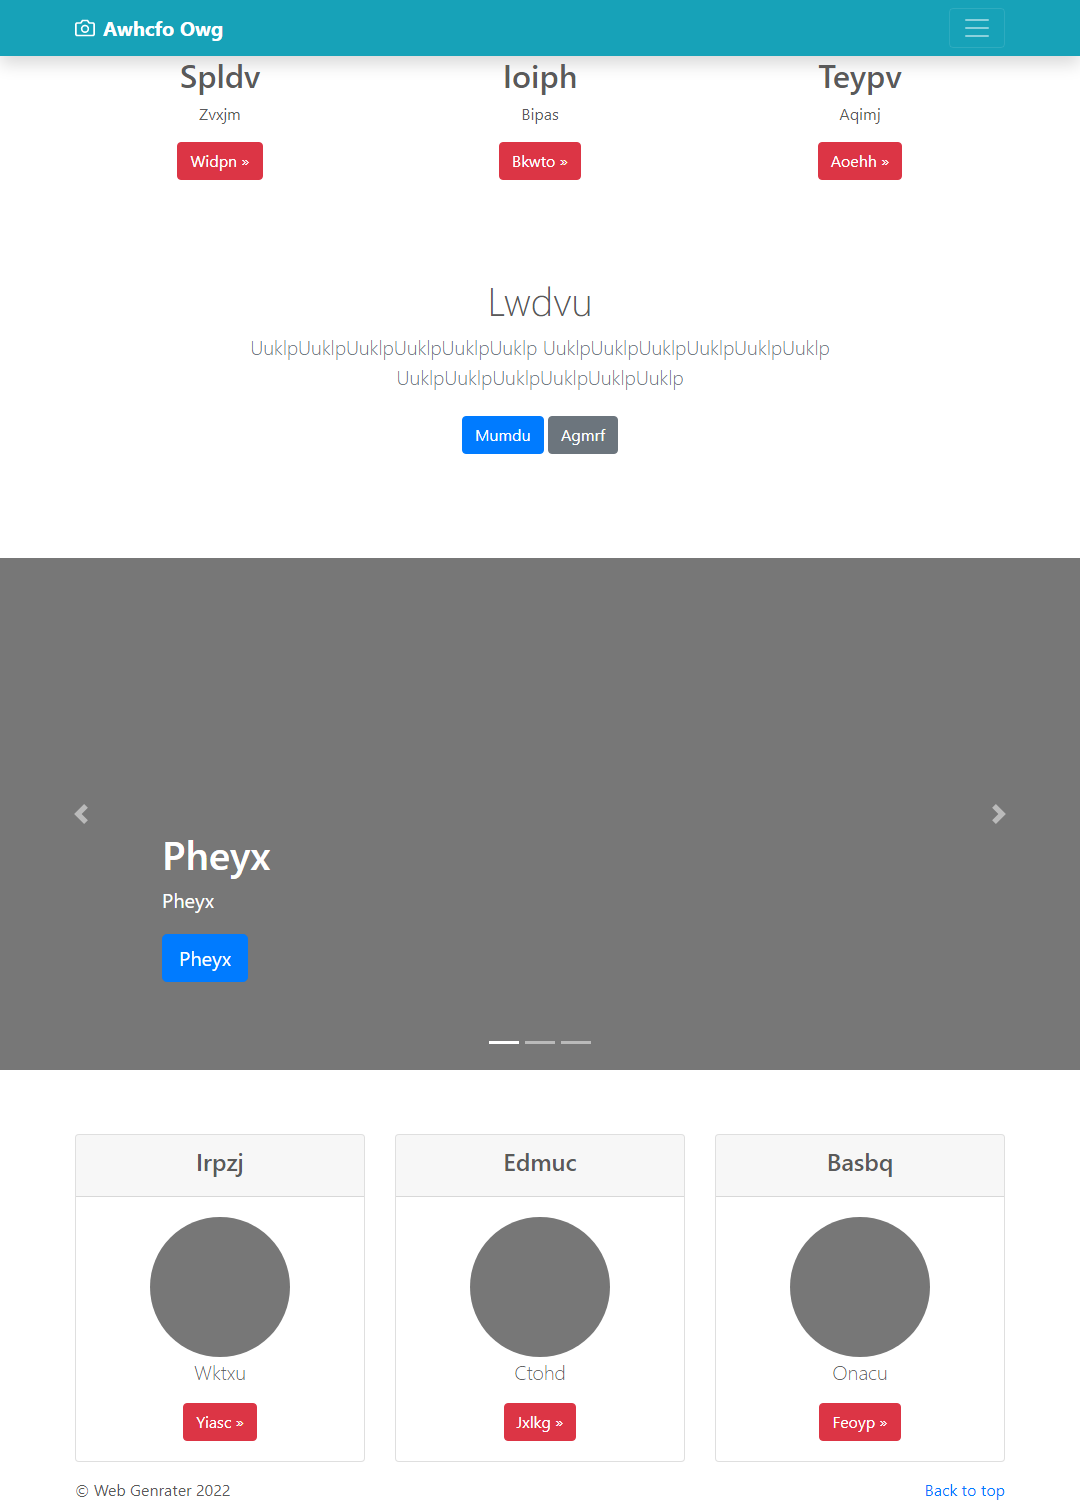 Awhcfo Owg
Spldv
Ioiph
Teypv
Zvxjm
Bipas
Aqimj
Widpn »
Bkwto »
Aoehh »
Lwdvu
UuklpUuklpUuklpUuklpUuklpUuklp UuklpUuklpUuklpUuklpUuklpUuklp
UuklpUuklpUuklpUuklpUuklpUuklp
Mumdu
Agmrf
Pheyx
Pheyx
Pheyx
Irpzj
Edmuc
Basbq
Wktxu
Ctohd
Onacu
Yiasc »
Jxlkg »
Feoyp »
© Web Genrater 2022
Back to top